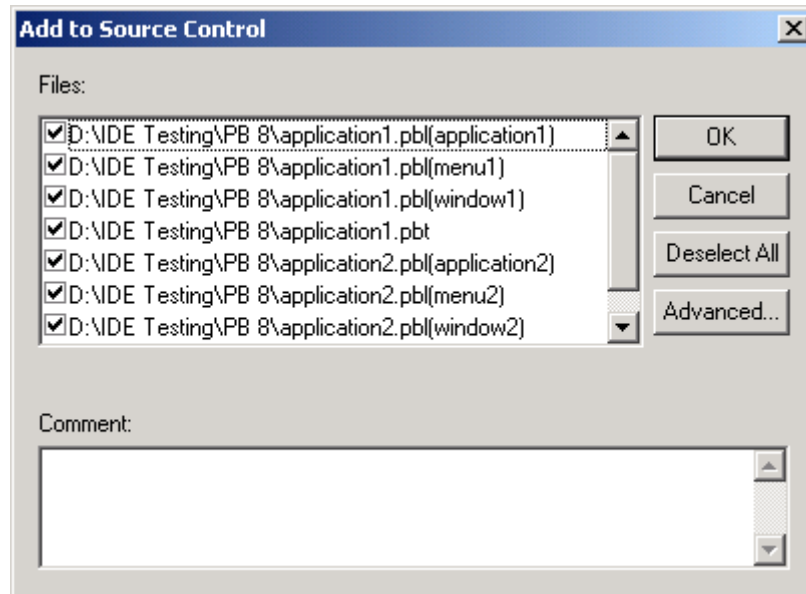 Add to Source Control
Files:
D:\IDE Testing\PB 8\application1.pbl(application1)
D:\IDE Testing\PB 8\application1.pbl(menu1)
D:\IDE Testing\PB 8\application1.pbl(window1)
D:\IDE Testing\PB 8\application1.pbt
D:\IDE Testing\PB 8\application2.pbl(application2)
D:\IDE Testing\PB 8\application2.pbl(menu2)
D:\IDE Testing\PB 8\application2.pbl(window2)
OK
Cancel
Deselect All
Advanced...
Comment: